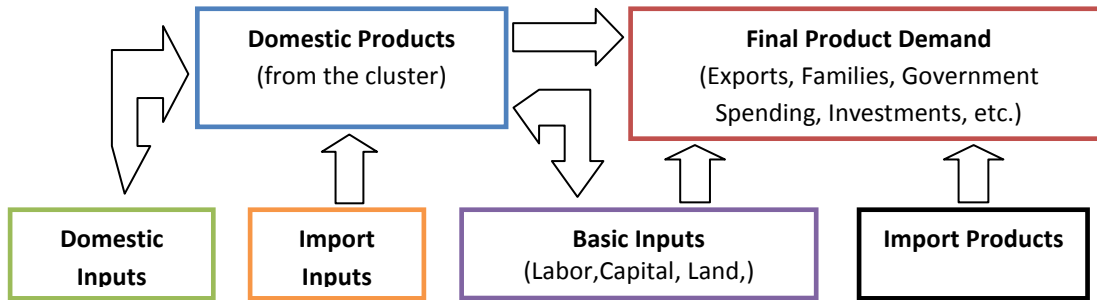 Domestic Products
(from the cluster)
Final Product Demand
(Exports, Families, Government
Spending, Investments, etc.)
Domestic
Inputs
Import
Inputs
Basic Inputs
(Labor,Capital, Land,)
Import Products